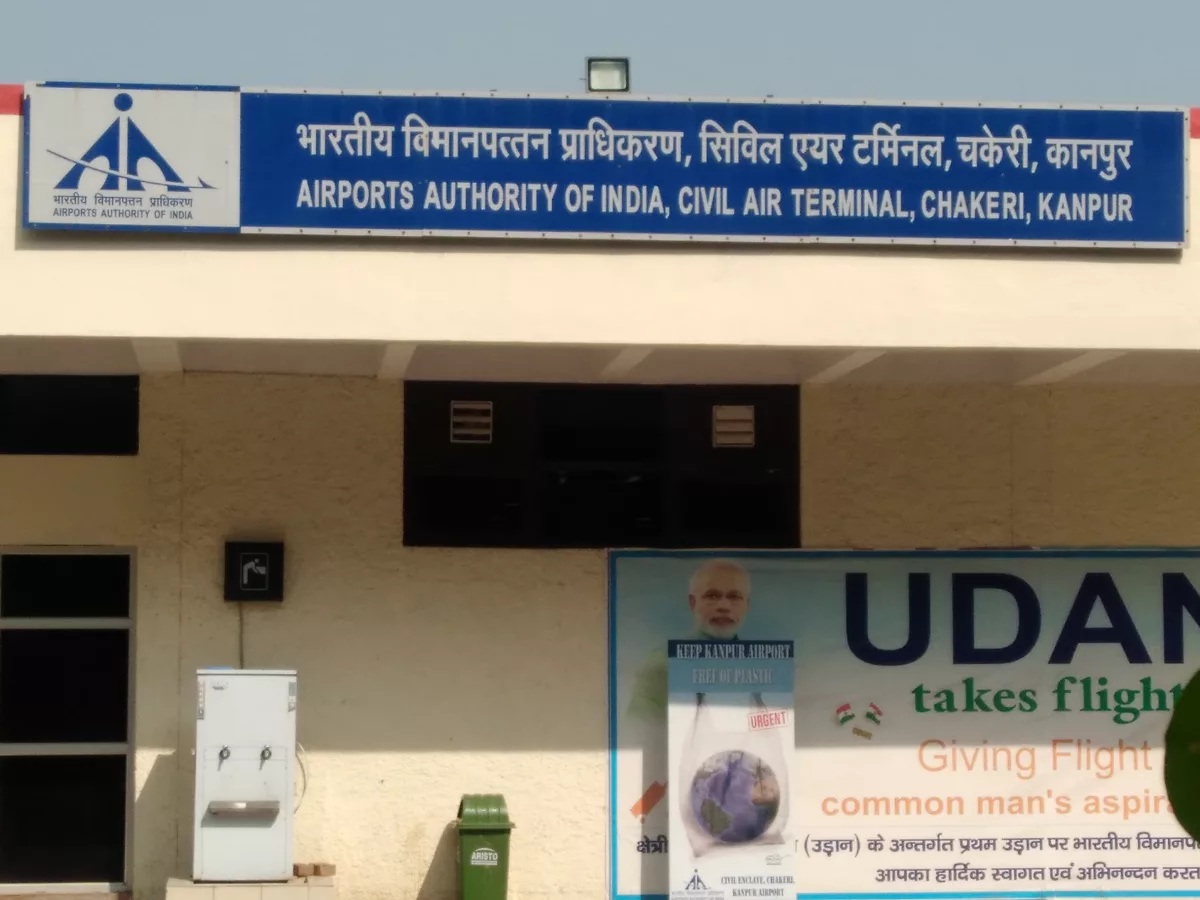 भारतीय विमानपत्तन प्राधिकरण, सिविल एयर टर्मिनल, चकेरी, कानपुर
AIRPORTS AUTHORITY OF INDIA, CIVIL AIR TERMINAL, CHAKERI, KANPUR
भारतीय विमानपत्तन प्राधिकरण
AIRPORTS AUTHORITY OF INDIA
UDAN
takes flight
Giving Flight
common man's
KEEP KANPUR AIRPORT
FREE OF PLASTIC
URGENT
(उड़ान) के अन्तर्गत प्रथम उड़ान पर भारतीय
आपका हार्दिक स्वागत एवं अभिनन्दन
CIVIL ENCLAVE, CHAKERI,
KANPUR AIRPORT
ARISTO